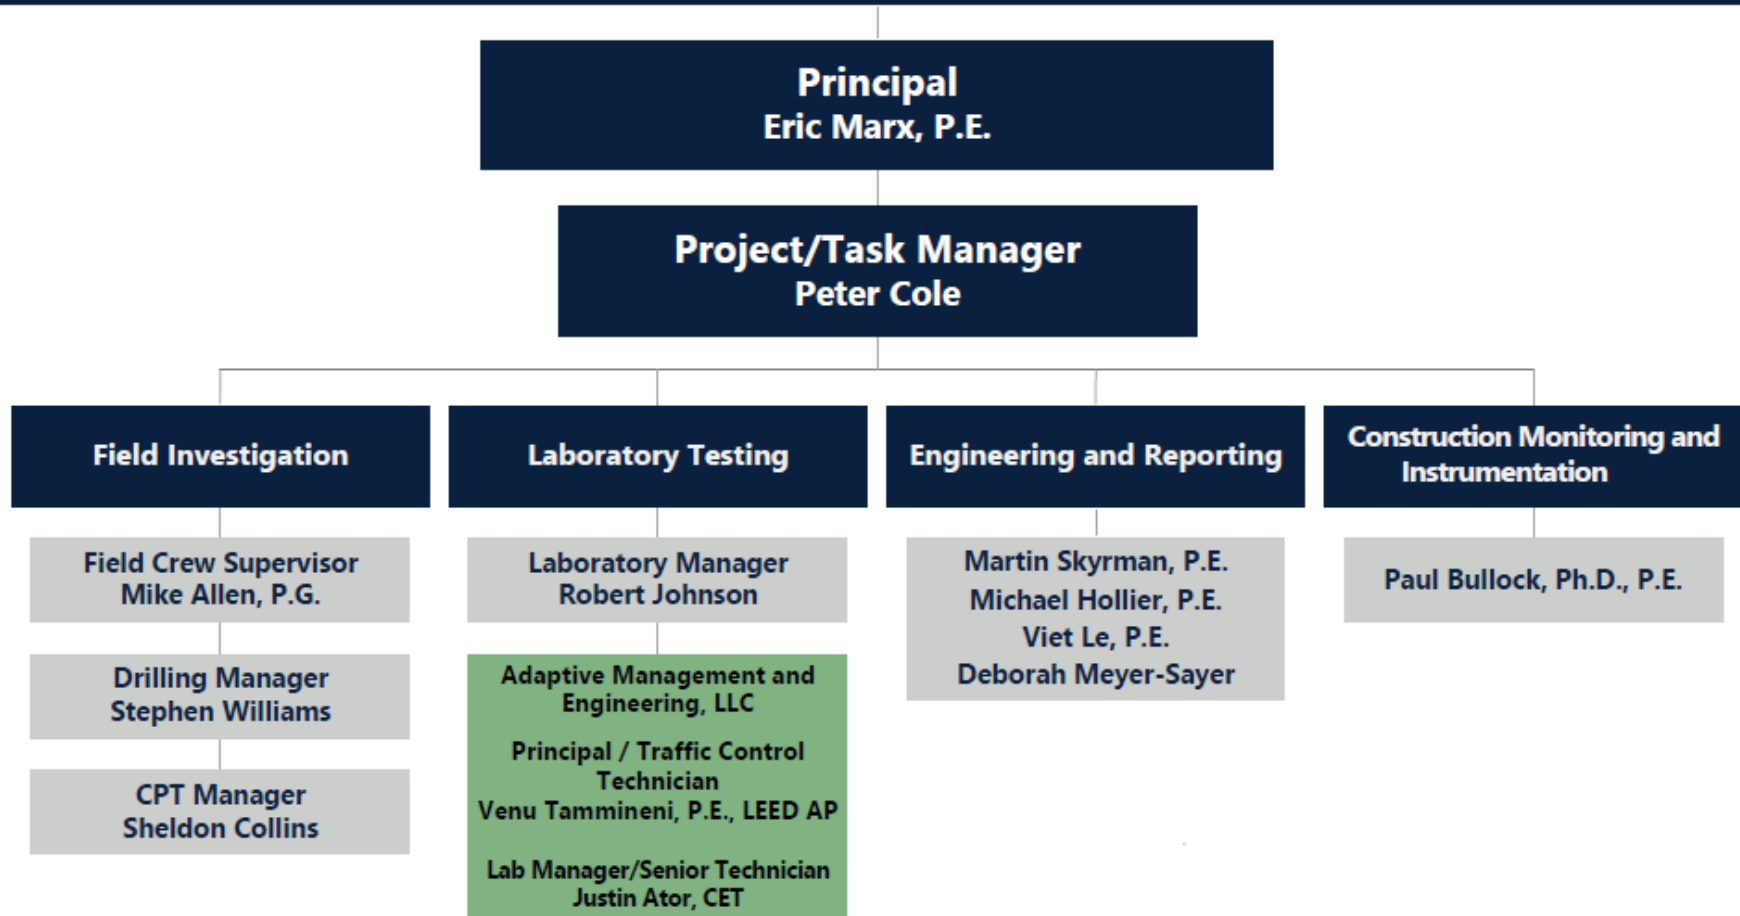 Principal
Eric Marx, P.E.
Project/Task Manager
Peter Cole
Field Investigation
Field Crew Supervisor
Mike Allen, P.G.
Drilling Manager
Stephen Williams
CPT Manager
Sheldon Collins
Laboratory Testing
Laboratory Manager
Robert Johnson
Adaptive Management and
Engineering, LLC
Principal / Traffic Control
Technician
Venu Tammineni, P.E., LEED AP
Lab Manager/Senior Technician
Justin Ator, CET
Engineering and Reporting
Martin Skyrman, P.E.
Michael Hollier, P.E.
Viet Le, P.E.
Deborah Meyer-Sayer
Construction Monitoring and
Instrumentation
Paul Bullock, Ph.D., P.E.